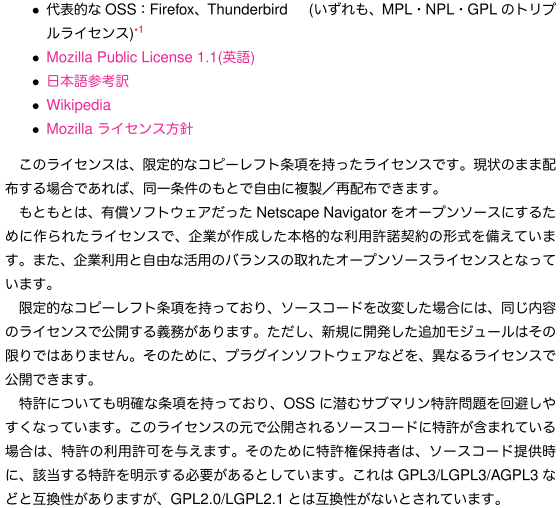 • 代表的な OSS：Firefox、Thunderbird　(いずれも、MPL・NPL・GPL のトリプ
ルライセンス)*1
• Mozilla Public License 1.1(英語)
• 日本語参考訳
• Wikipedia
• Mozilla ライセンス方針
このライセンスは、限定的なコピーレフト条項を持ったライセンスです。現状のまま配
布する場合であれば、同一条件のもとで自由に複製／再配布できます。
もともとは、有償ソフトウェアだった Netscape Navigator をオープンソースにするた
めに作られたライセンスで、企業が作成した本格的な利用許諾契約の形式を備えていま
す。また、企業利用と自由な活用のバランスの取れたオープンソースライセンスとなって
います。
限定的なコピーレフト条項を持っており、ソースコードを改変した場合には、同じ内容
のライセンスで公開する義務があります。ただし、新規に開発した追加モジュールはその
限りではありません。そのために、プラグインソフトウェアなどを、異なるライセンスで
公開できます。
特許についても明確な条項を持っており、OSS に潜むサブマリン特許問題を回避しや
すくなっています。このライセンスの元で公開されるソースコードに特許が含まれている
場合は、特許の利用許可を与えます。そのために特許権保持者は、ソースコード提供時
に、該当する特許を明示する必要があるとしています。これは GPL3/LGPL3/AGPL3 な
どと互換性がありますが、GPL2.0/LGPL2.1 とは互換性がないとされています。